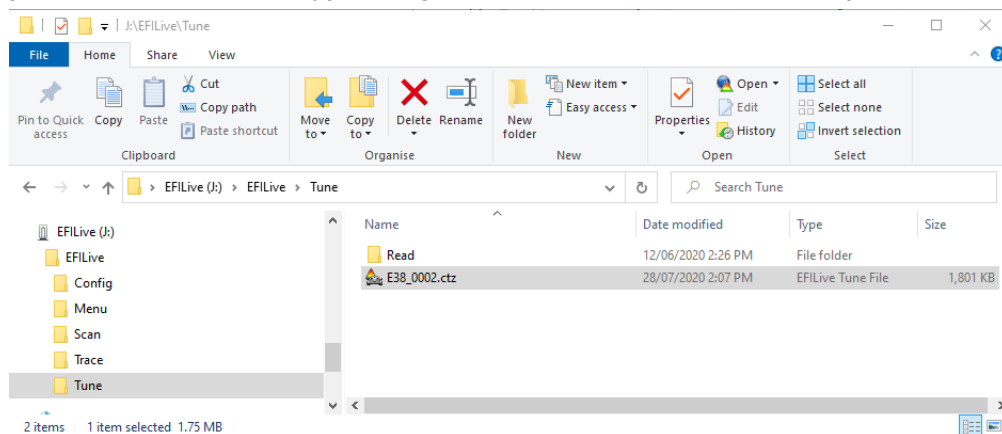 J:\EFILive\Tune
File Home Share View
Pin to Quick access
Copy
Paste
Cut
Copy path
Paste shortcut
Clipboard
Move to
Copy to
Delete
Rename
Organise
New folder
New item
Easy access
New
Properties
Open
Edit
History
Open
Select all
Select none
Invert selection
Select
EFILive (J:) > EFILive > Tune
Search Tune
EFILive (J:)
EFILive
Config
Menu
Scan
Trace
Tune
Name Date modified Type Size
Read 12/06/2020 2:26 PM File folder
E38_0002.ctz 28/07/2020 2:07 PM EFILive Tune File 1,801 KB
2 items 1 item selected 1.75 MB